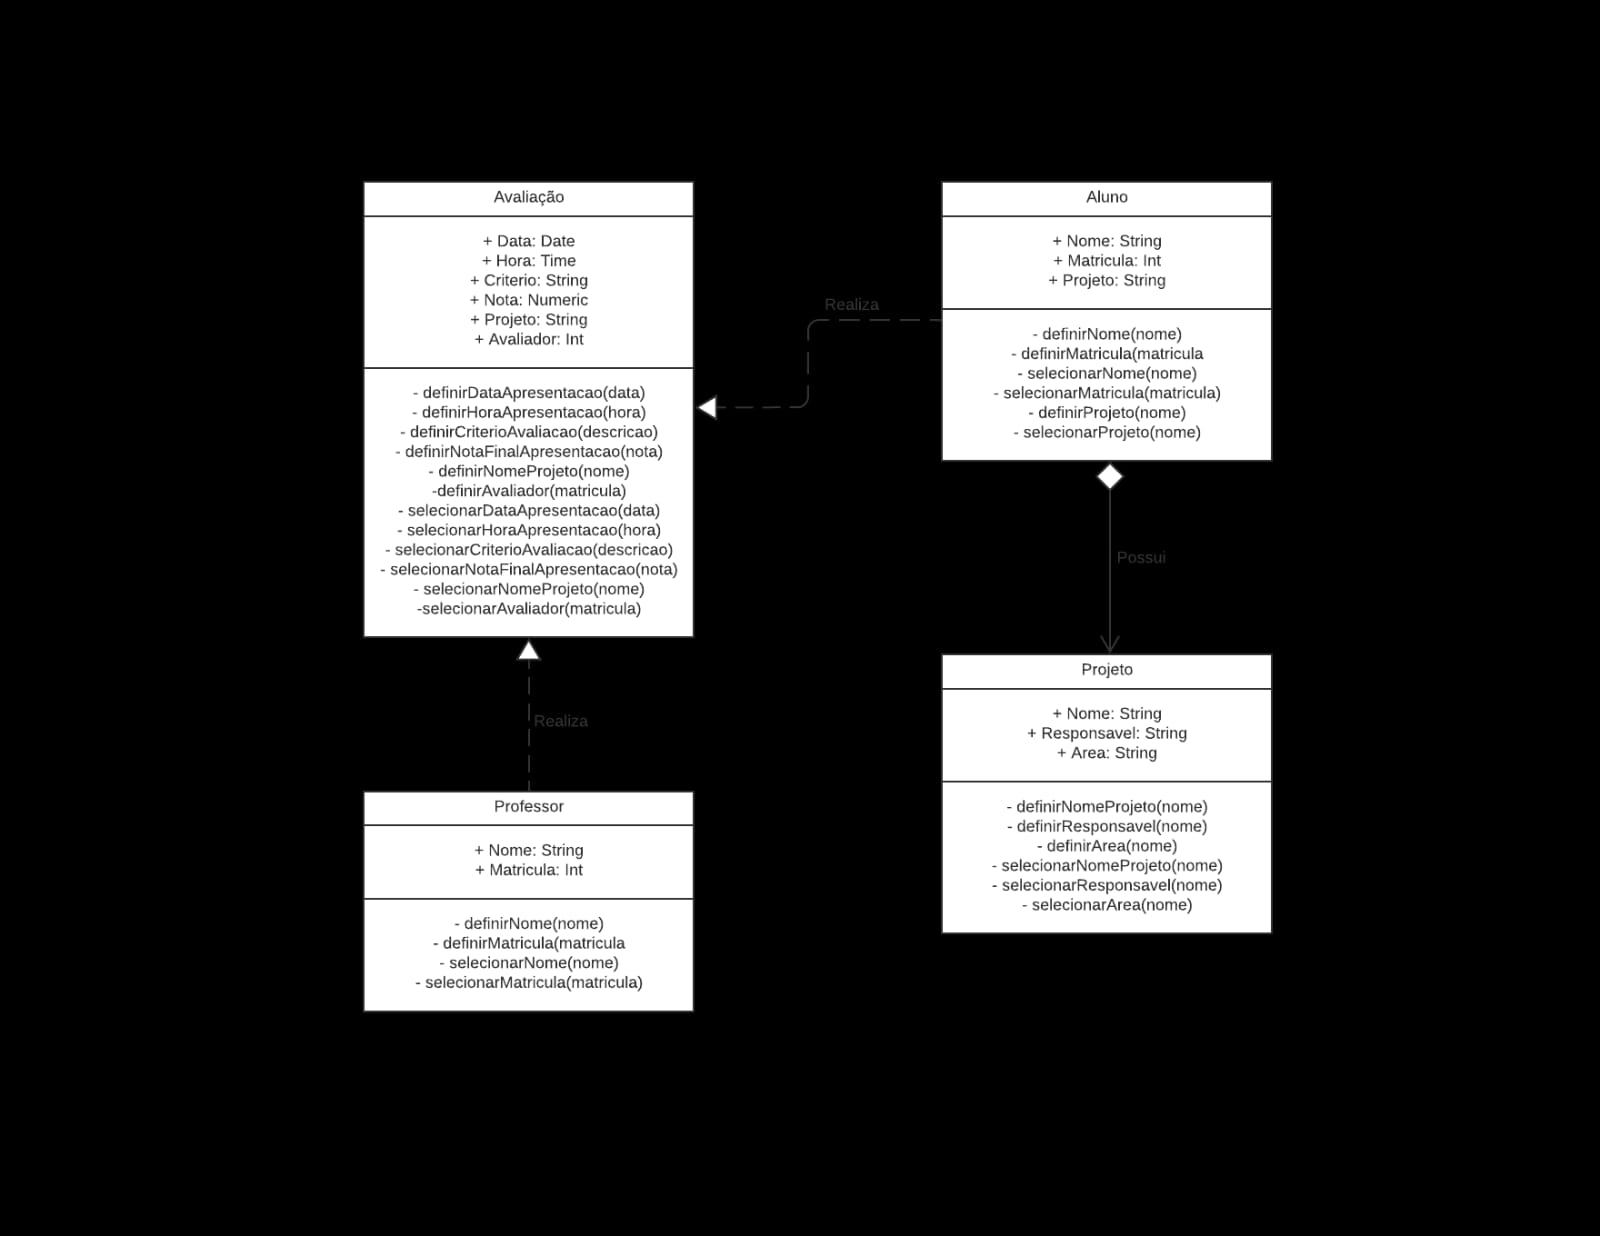 Avaliação
+ Data: Date
+ Hora: Time
+ Criterio: String
+ Nota: Numeric
+ Projeto: String
+ Avaliador: Int
- definirDataApresentacao(data)
- definirHoraApresentacao(hora)
- definirCriterioAvaliacao(descricao)
- definirNotaFinalApresentacao(nota)
- definirNomeProjeto(nome)
-definirAvaliador(matricula)
- selecionarDataApresentacao(data)
- selecionarHoraApresentacao(hora)
- selecionarCriterioAvaliacao(descricao)
- selecionarNotaFinalApresentacao(nota)
- selecionarNomeProjeto(nome)
-selecionarAvaliador(matricula)
Realiza
Aluno
+ Nome: String
+ Matricula: Int
+ Projeto: String
- definirNome(nome)
- definirMatricula(matricula
- selecionarNome(nome)
- selecionarMatricula(matricula)
- definirProjeto(nome)
- selecionarProjeto(nome)
Possui
Realiza
Professor
+ Nome: String
+ Matricula: Int
- definirNome(nome)
- definirMatricula(matricula
- selecionarNome(nome)
- selecionarMatricula(matricula)
Projeto
+ Nome: String
+ Responsavel: String
+ Area: String
- definirNomeProjeto(nome)
- definirResponsavel(nome)
- definirArea(nome)
- selecionarNomeProjeto(nome)
- selecionarResponsavel(nome)
- selecionarArea(nome)